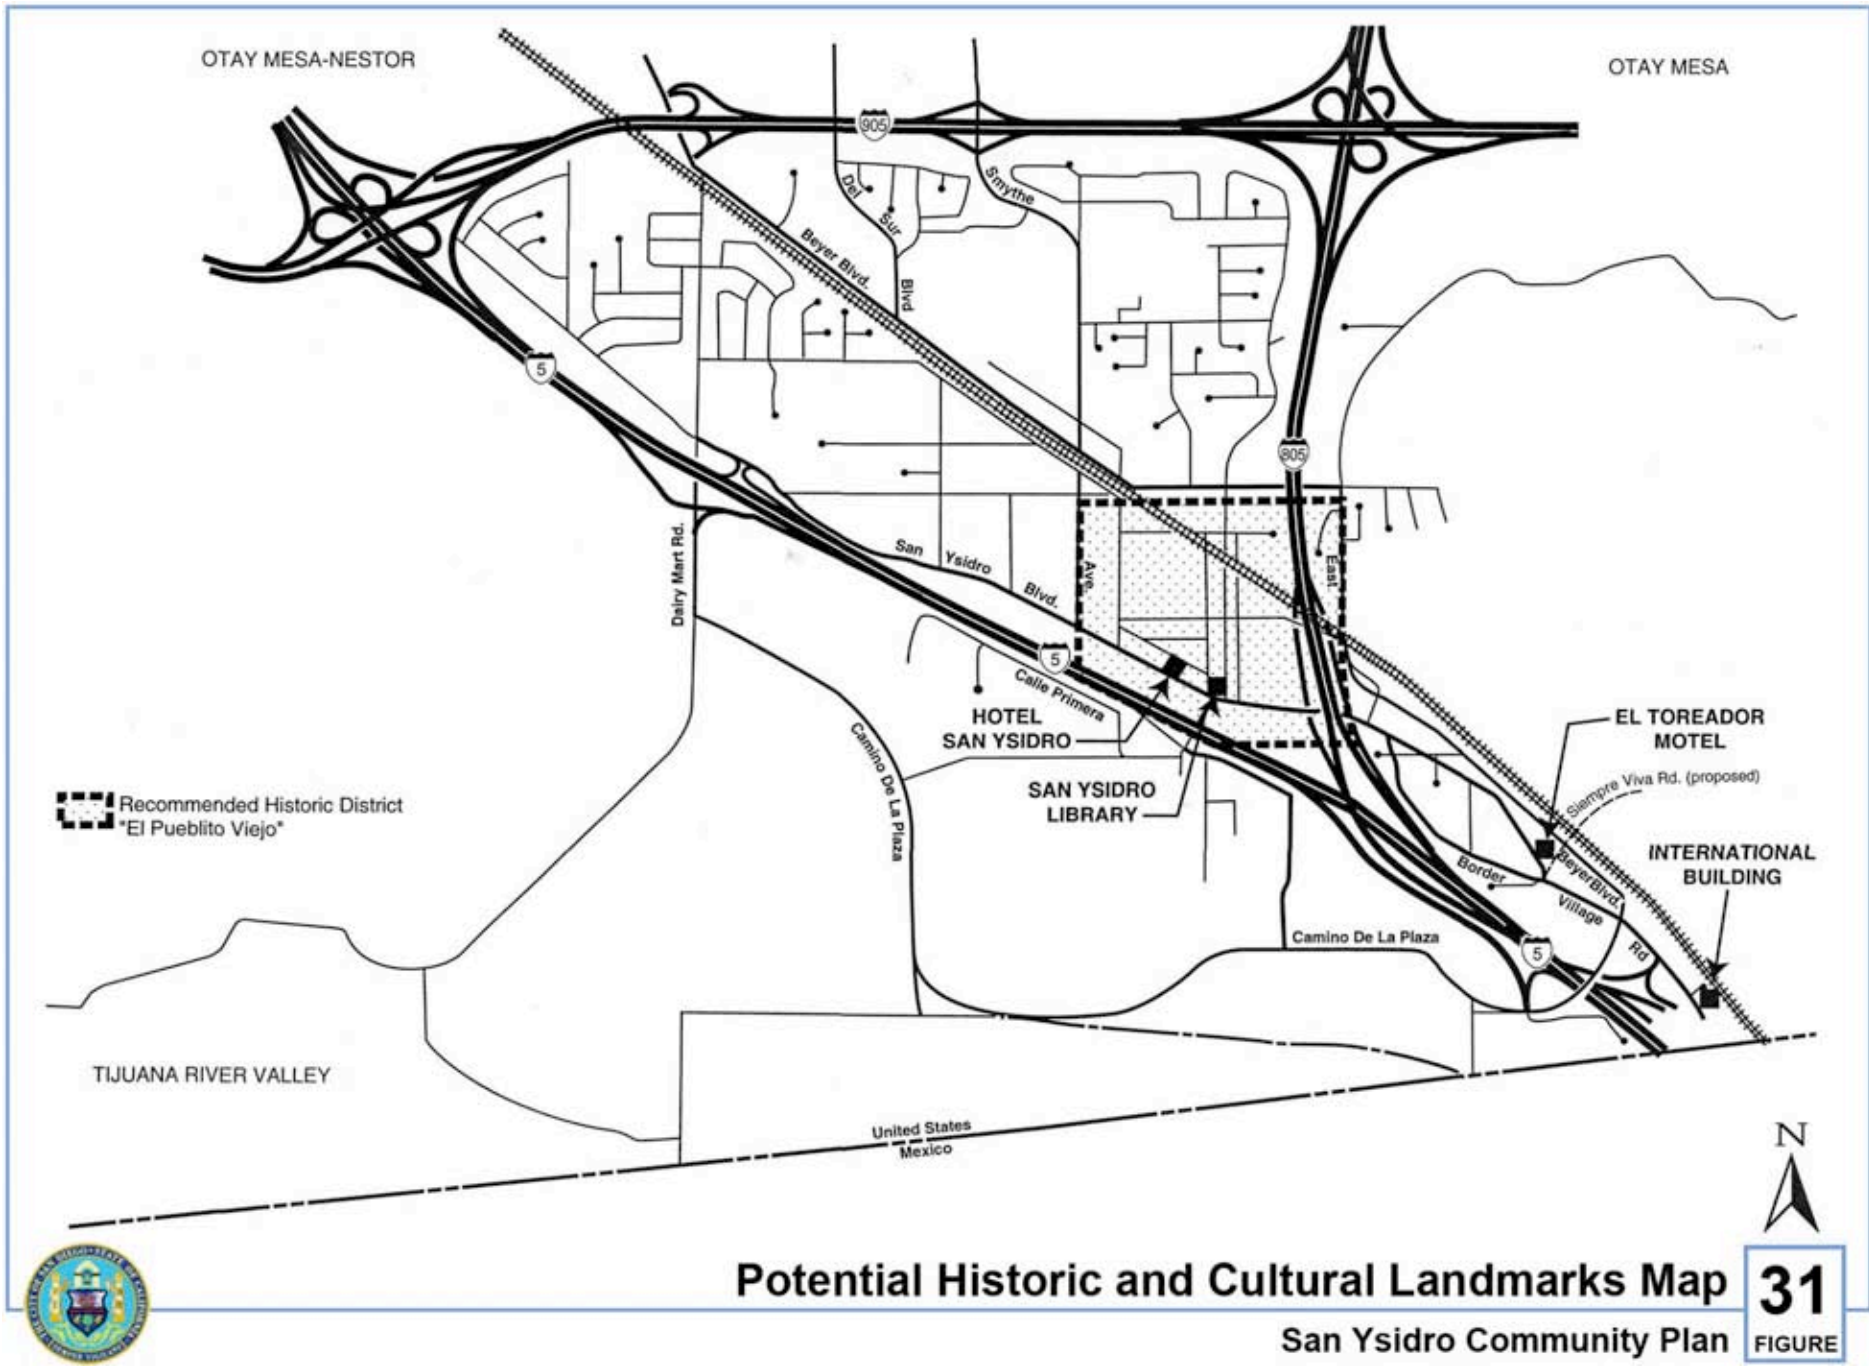 OTAY MESA-NESTOR
OTAY MESA
905
Del
Sur
Blvd
Smythe
Beyer Blvd.
5
805
Dairy Mart Rd.
San
Ysidro
Blvd.
Ave.
East
5
Calle Primera
HOTEL
SAN YSIDRO
SAN YSIDRO
LIBRARY
EL TOREADOR
MOTEL
Siempre Viva Rd. (proposed)
Camino De La Plaza
Recommended Historic District
"El Pueblito Viejo"
INTERNATIONAL
BUILDING
Border
Village
Rd
Beyer Blvd.
Camino De La Plaza
5
TIJUANA RIVER VALLEY
United States
Mexico
N
Potential Historic and Cultural Landmarks Map
San Ysidro Community Plan
31
FIGURE